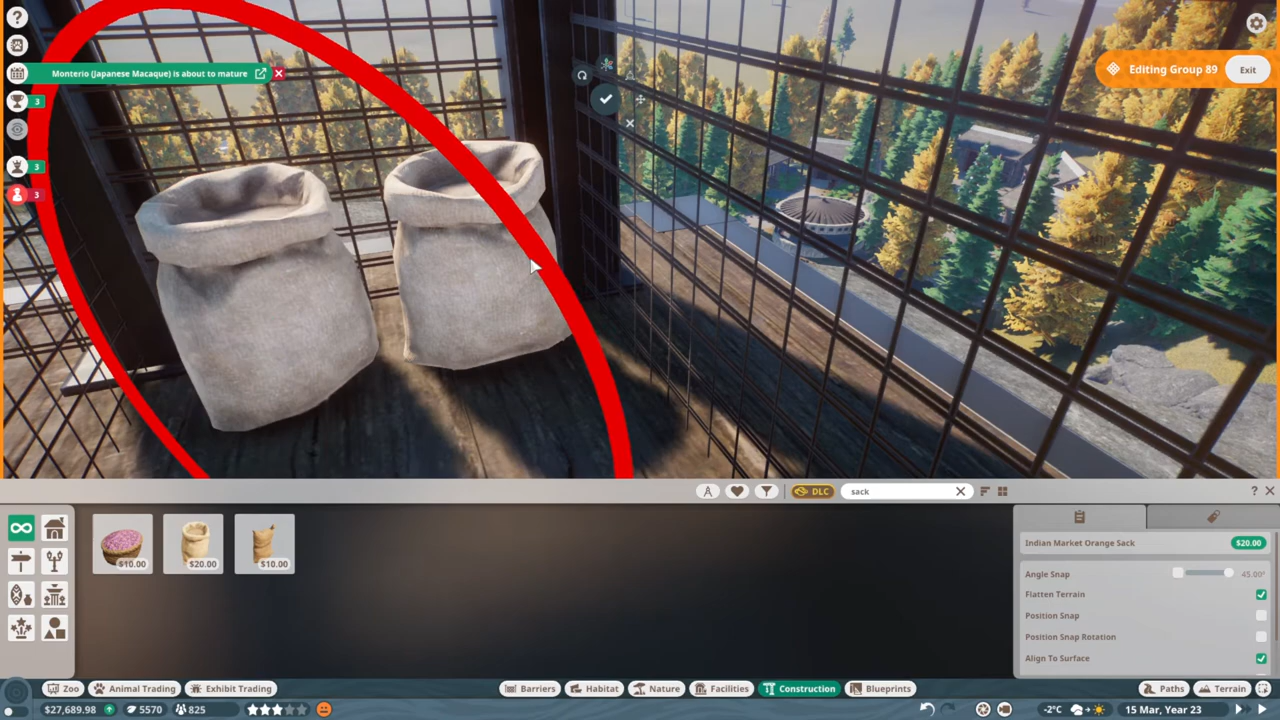 ?
Monterio (Japanese Macaque) is about to mature
3
3
3
Editing Group 89
Exit
DLC
sack
?
$10.00
$20.00
$10.00
Indian Market Orange Sack
$20.00
Angle Snap
45.00°
Flatten Terrain
Position Snap
Position Snap Rotation
Align To Surface
Zoo
Animal Trading
Exhibit Trading
Barriers
Habitat
Nature
Facilities
Construction
Blueprints
Paths
Terrain
$27,689.98
5570
825
-2°C
15 Mar, Year 23